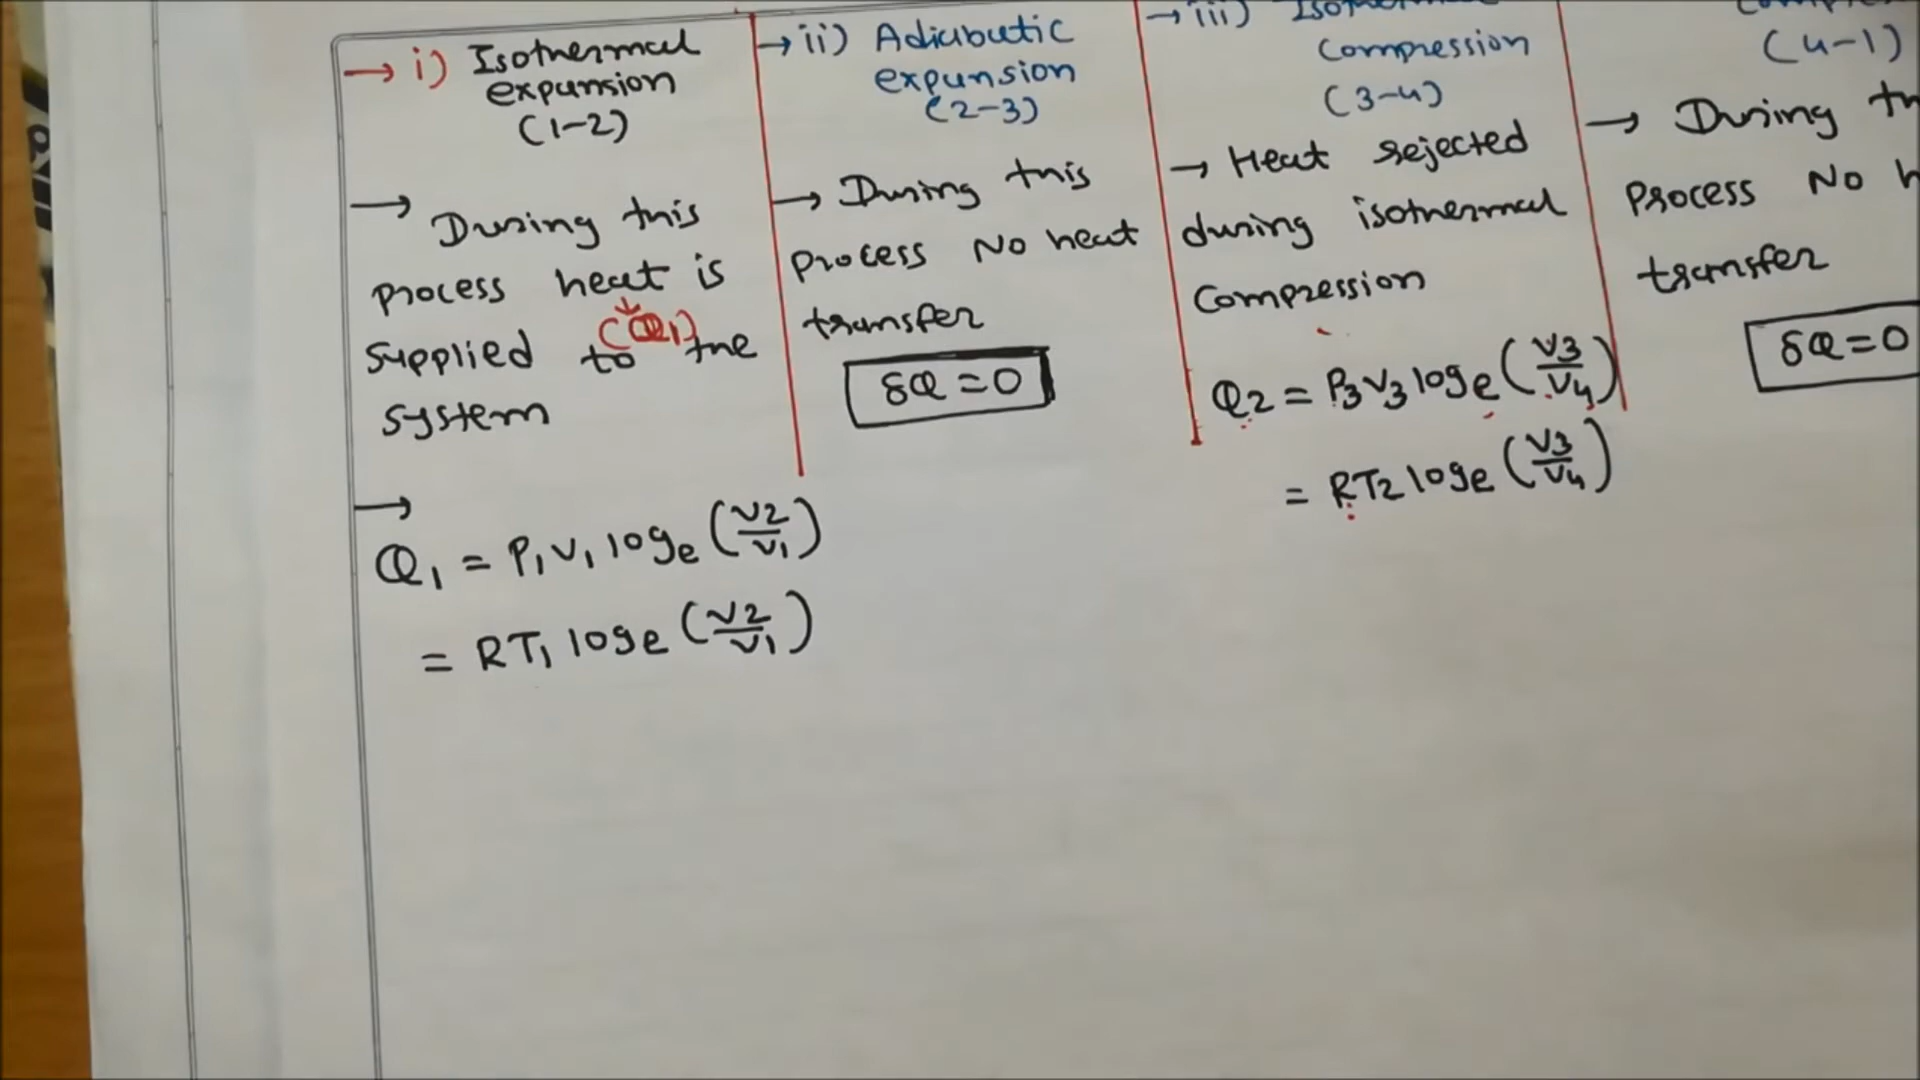 → i) Isothermal
expansion
(1-2)
→ During this
process heat is
(Q1)
supplied to the
system
→
Q1 = P1V1 loge (V2/V1)
= RT1 loge (V2/V1)
→ ii) Adiabatic
expansion
(2-3)
→ During this
process No heat
transfer
δQ=0
→ iii) Isothermal
compression
(3-4)
→ Heat rejected
during isothermal
compression
Q2 = P3V3 loge (V3/V4)
= RT2 loge (V3/V4)
(4-1)
→ During
process No
transfer
δQ=0